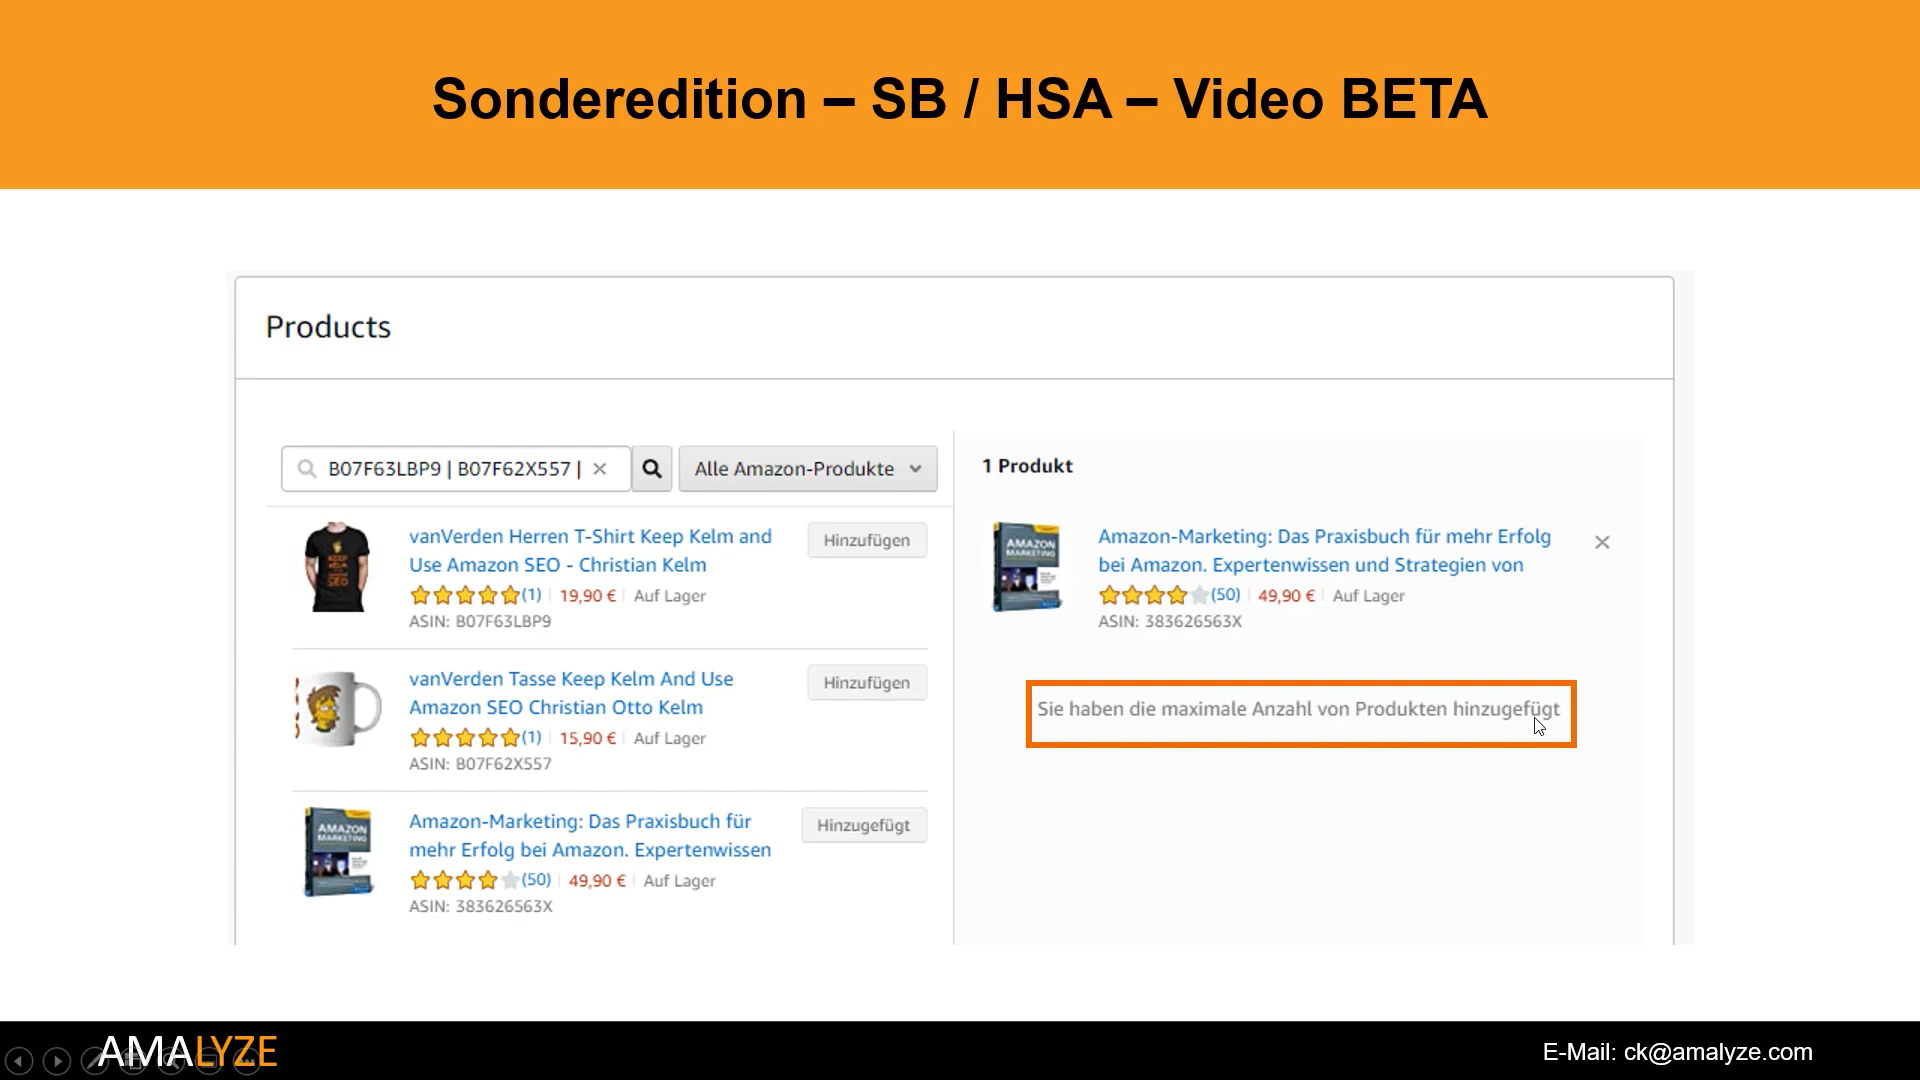 Sonderedition – SB / HSA – Video BETA
Products
B07F63LBP9 | B07F62X557 |
Alle Amazon-Produkte
vanVerden Herren T-Shirt Keep Kelm and
Use Amazon SEO - Christian Kelm
(1) | 19,90 € | Auf Lager
ASIN: B07F63LBP9
Hinzufügen
vanVerden Tasse Keep Kelm And Use
Amazon SEO Christian Otto Kelm
(1) | 15,90 € | Auf Lager
ASIN: B07F62X557
Hinzufügen
AMAZON
MARKETING
Amazon-Marketing: Das Praxisbuch für
mehr Erfolg bei Amazon. Expertenwissen
(50) | 49,90 € | Auf Lager
ASIN: 383626563X
Hinzugefügt
1 Produkt
AMAZON
MARKETING
Amazon-Marketing: Das Praxisbuch für mehr Erfolg
bei Amazon. Expertenwissen und Strategien von
(50) | 49,90 € | Auf Lager
ASIN: 383626563X
Sie haben die maximale Anzahl von Produkten hinzugefügt
AMALYZE
E-Mail: ck@amalyze.com